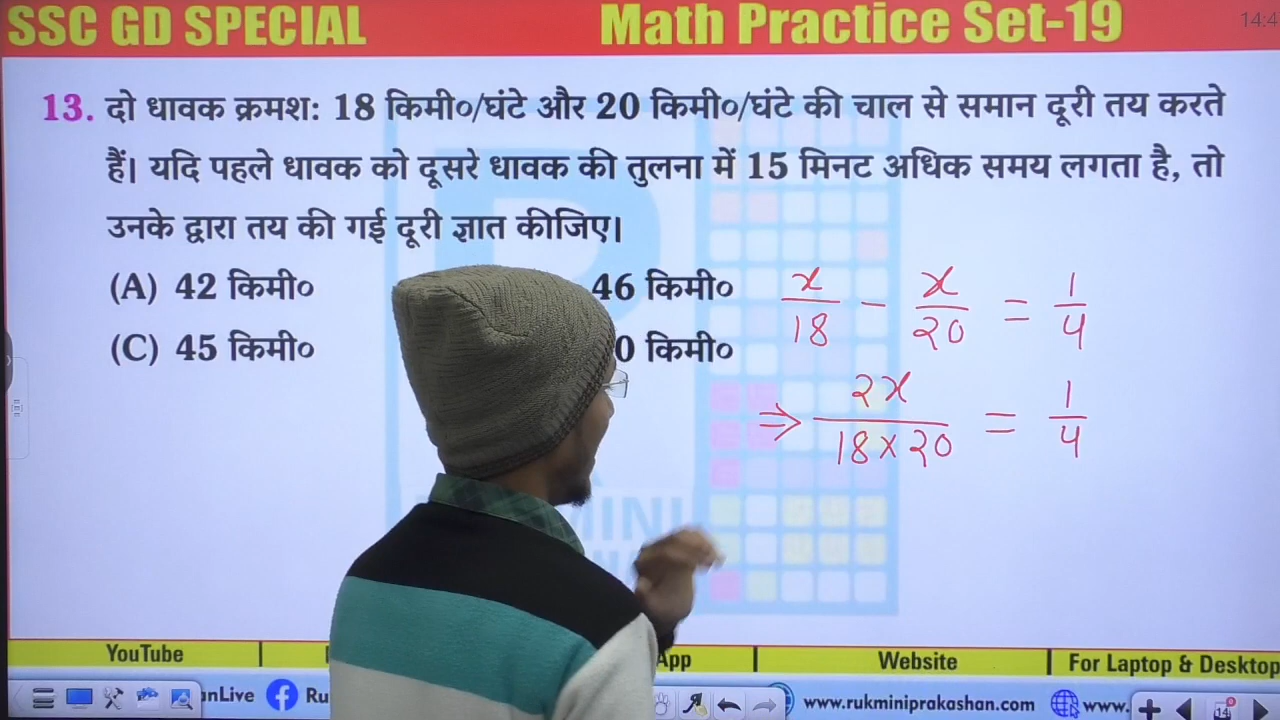 SSC GD SPECIAL
Math Practice Set-19
13. दो धावक क्रमश: 18 किमी०/घंटे और 20 किमी०/घंटे की चाल से समान दूरी तय करते
हैं। यदि पहले धावक को दूसरे धावक की तुलना में 15 मिनट अधिक समय लगता है, तो
उनके द्वारा तय की गई दूरी ज्ञात कीजिए।
(A) 42 किमी०
46 किमी०
(C) 45 किमी०
0 किमी०
x/18 - x/20 = 1/4
⇒ 2x/18×20 = 1/4
YouTube
App
Website
For Laptop & Desktop
Live
Ru
www.rukminiprakashan.com
www.